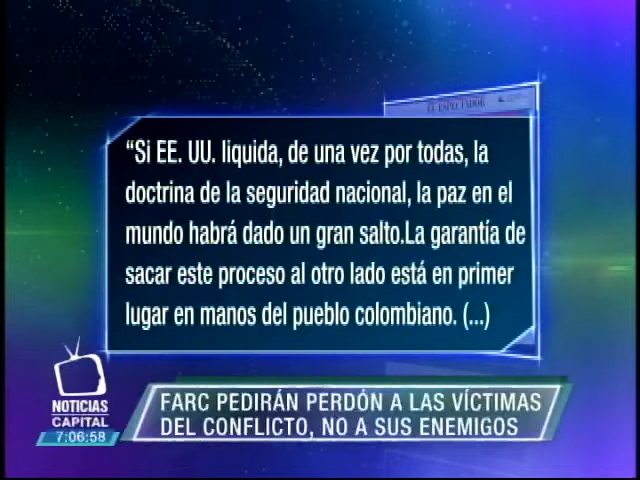 EL ESPECTADOR
“Si EE. UU. liquida, de una vez por todas, la
doctrina de la seguridad nacional, la paz en el
mundo habrá dado un gran salto.La garantía de
sacar este proceso al otro lado está en primer
lugar en manos del pueblo colombiano. (...)
FARC PEDIRÁN PERDÓN A LAS VÍCTIMAS
DEL CONFLICTO, NO A SUS ENEMIGOS
NOTICIAS
CAPITAL
7:06:58